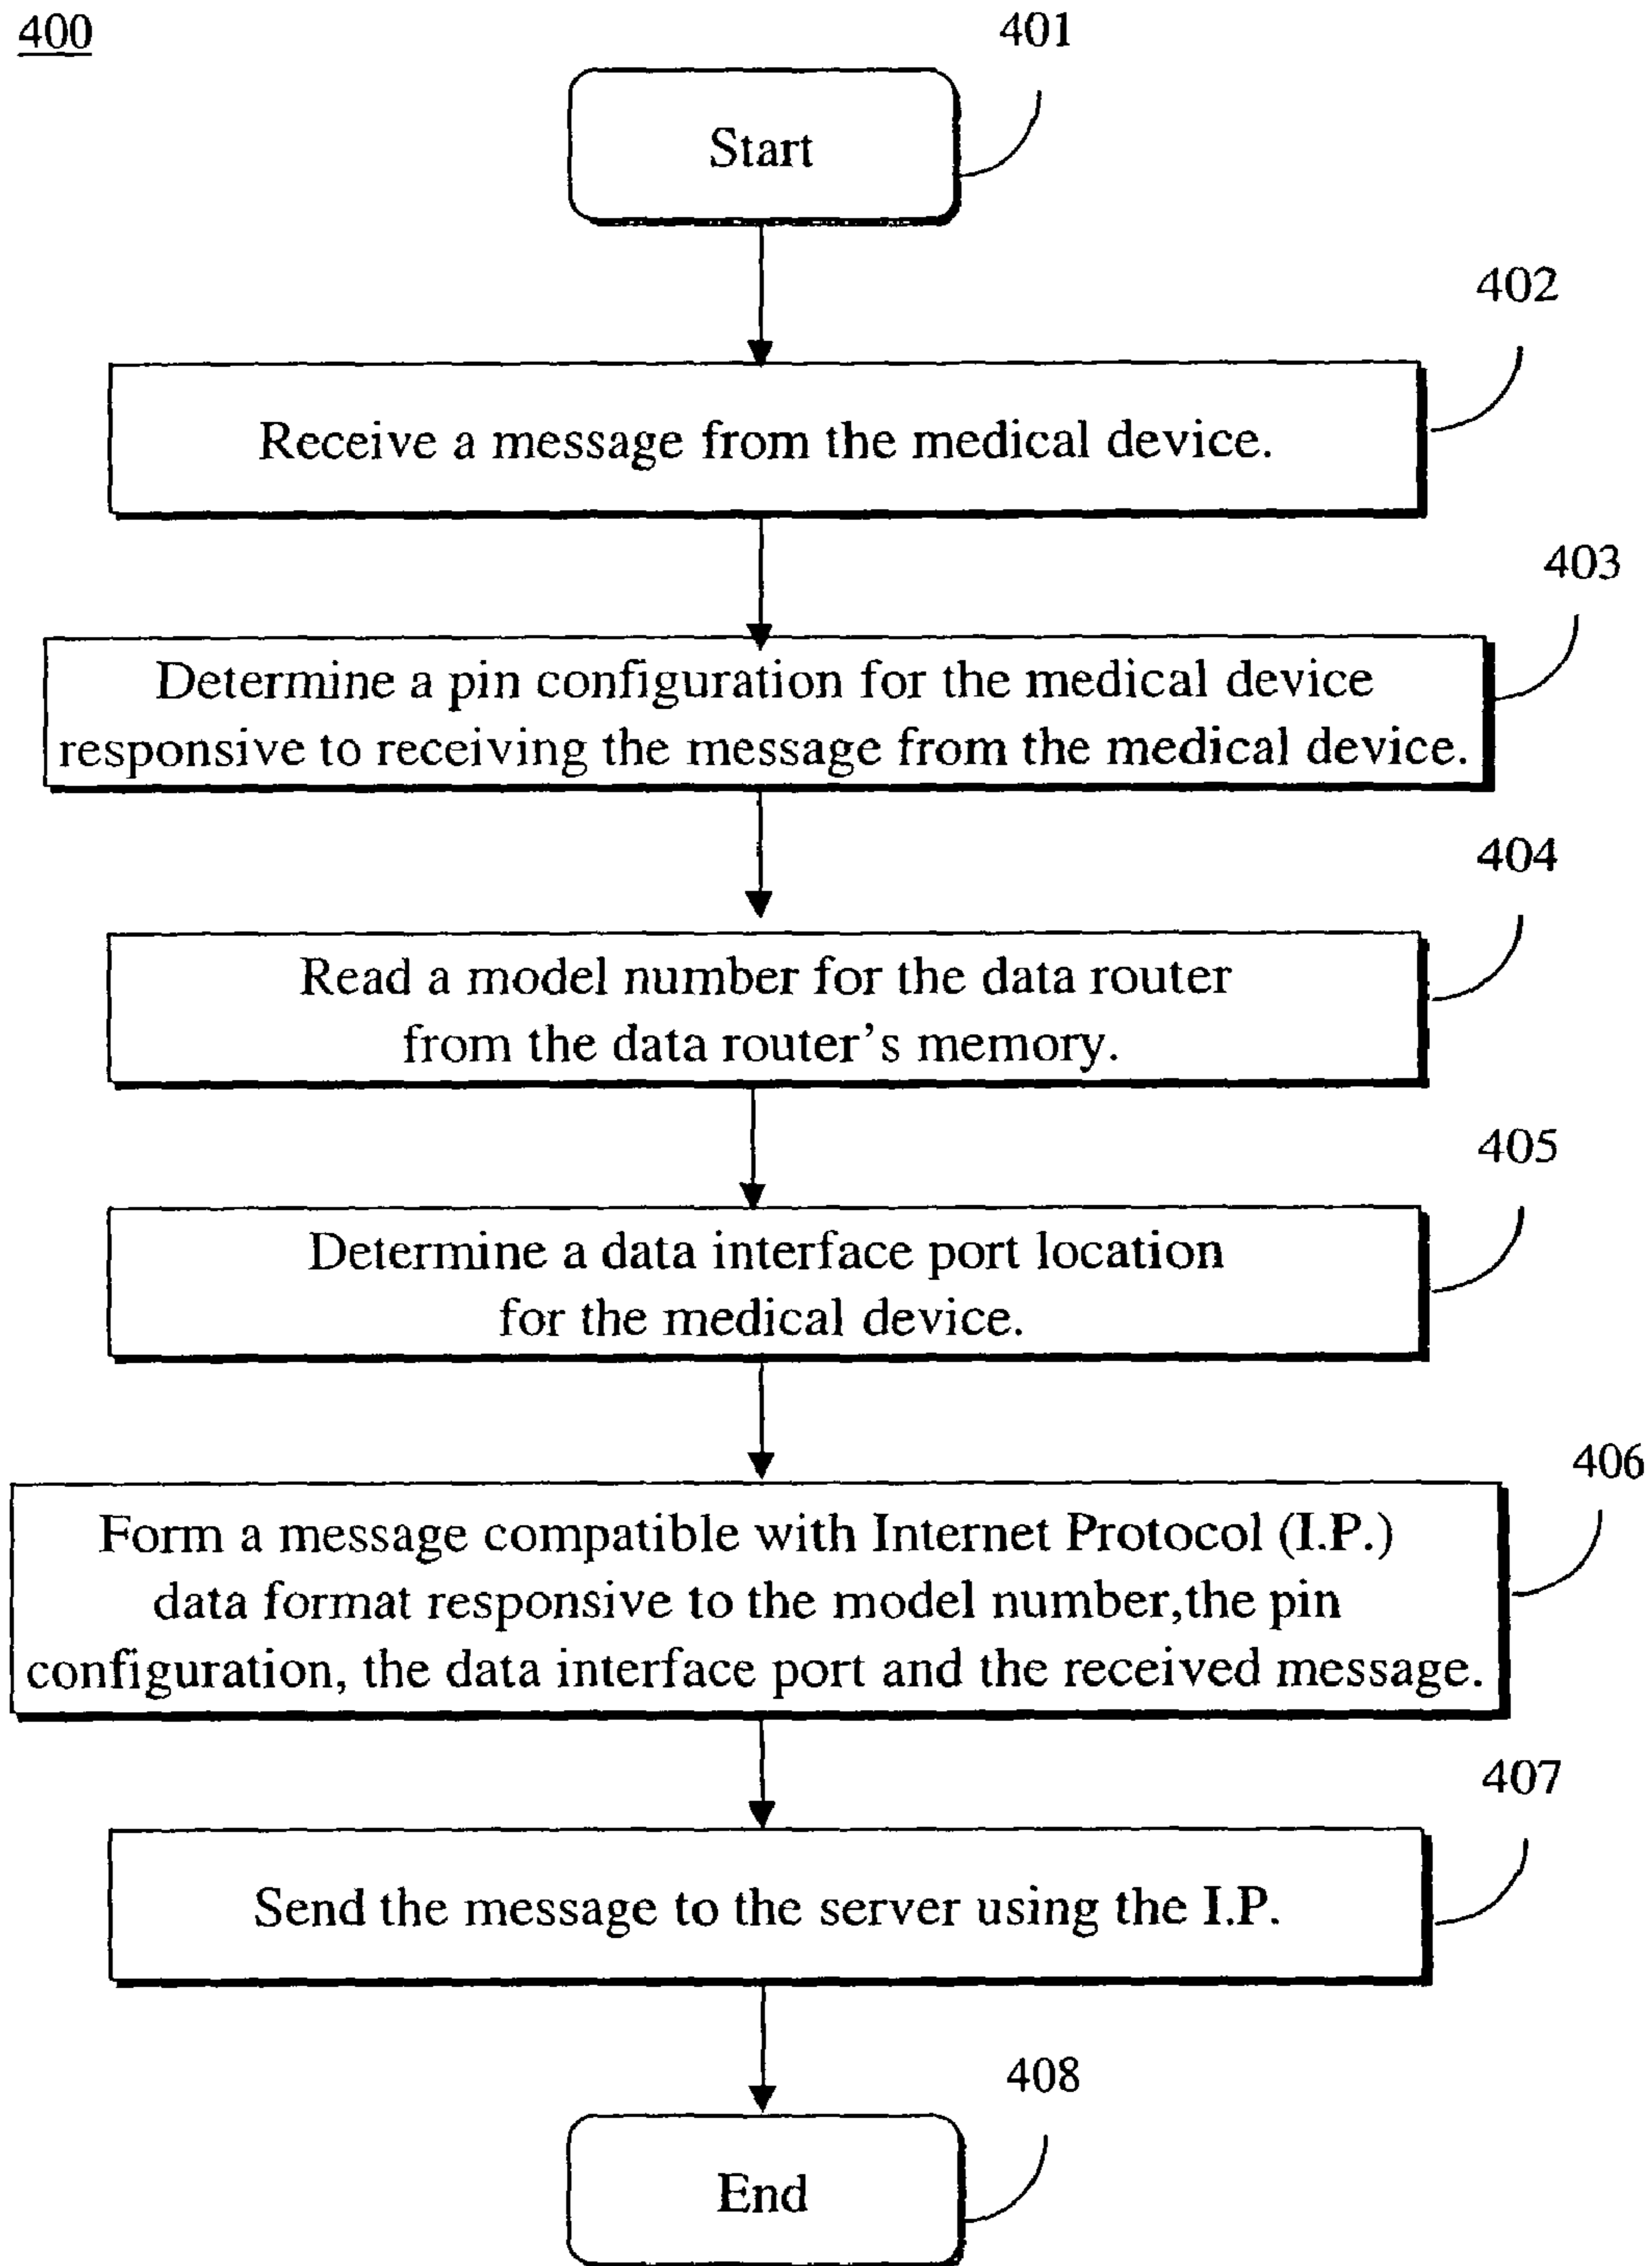 400
401
Start
402
Receive a message from the medical device.
403
Determine a pin configuration for the medical device
responsive to receiving the message from the medical device.
404
Read a model number for the data router
from the data router's memory.
405
Determine a data interface port location
for the medical device.
406
Form a message compatible with Internet Protocol (I.P.)
data format responsive to the model number,the pin
configuration, the data interface port and the received message.
407
Send the message to the server using the I.P.
408
End